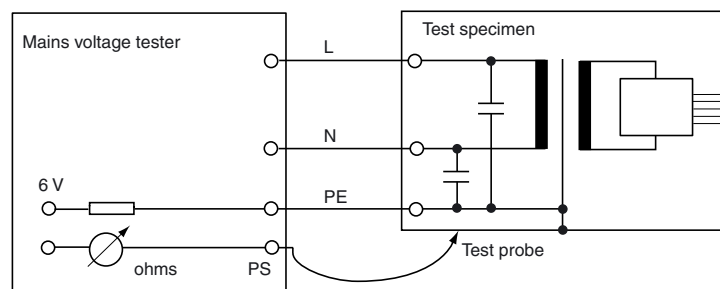 Mains voltage tester
L
Test specimen
N
6 V
PE
ohms
PS
Test probe